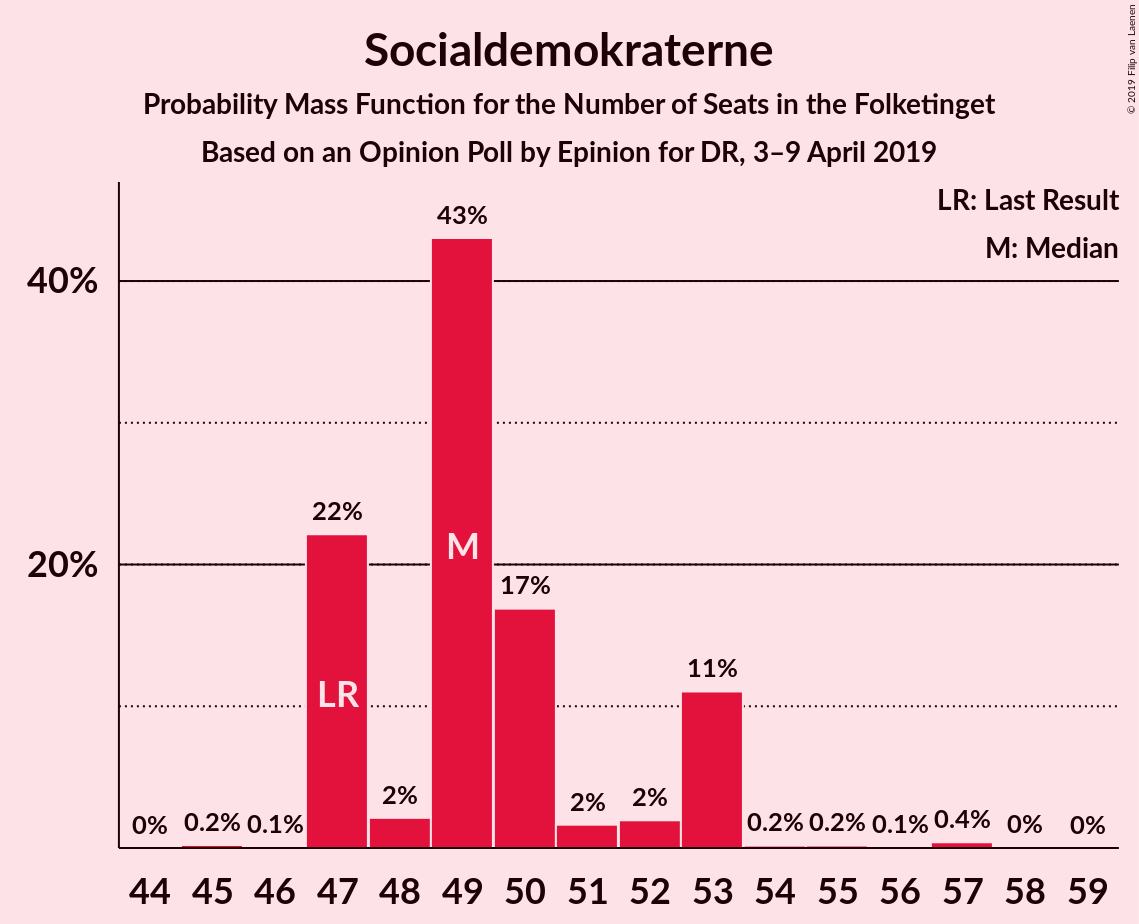 Socialdemokraterne
Probability Mass Function for the Number of Seats in the Folketinget
Based on an Opinion Poll by Epinion for DR, 3–9 April 2019
© 2019 Filip van Laenen
LR: Last Result
M: Median
43%
40%
22%
M
20%
17%
11%
LR
2%
2%
2%
0%
0.2%
0.1%
0.2%
0.2%
0.1%
0.4%
0%
0%
44 45 46 47 48 49 50 51 52 53 54 55 56 57 58 59